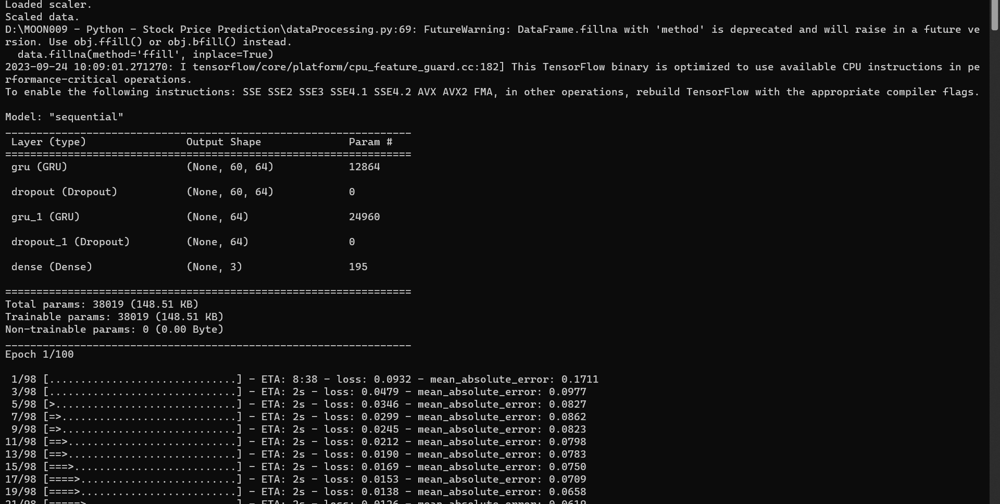 Loaded scaler.
Scaled data.
D:\MOON009 - Python - Stock Price Prediction\dataProcessing.py:69: FutureWarning: DataFrame.fillna with 'method' is deprecated and will raise in a future ve
rsion. Use obj.ffill() or obj.bfill() instead.
  data.fillna(method='ffill', inplace=True)
2023-09-24 10:09:01.271270: I tensorflow/core/platform/cpu_feature_guard.cc:182] This TensorFlow binary is optimized to use available CPU instructions in pe
rformance-critical operations.
To enable the following instructions: SSE SSE2 SSE3 SSE4.1 SSE4.2 AVX AVX2 FMA, in other operations, rebuild TensorFlow with the appropriate compiler flags.
Model: "sequential"
_________________________________________________________________
 Layer (type)                Output Shape              Param #
=================================================================
 gru (GRU)                   (None, 60, 64)            12864
 dropout (Dropout)           (None, 60, 64)            0
 gru_1 (GRU)                 (None, 64)                24960
 dropout_1 (Dropout)         (None, 64)                0
 dense (Dense)               (None, 3)                 195
=================================================================
Total params: 38019 (148.51 KB)
Trainable params: 38019 (148.51 KB)
Non-trainable params: 0 (0.00 Byte)
_________________________________________________________________
Epoch 1/100
 1/98 [..............................] - ETA: 8:38 - loss: 0.0932 - mean_absolute_error: 0.1711
 3/98 [..............................] - ETA: 2s - loss: 0.0479 - mean_absolute_error: 0.0977
 5/98 [>.............................] - ETA: 2s - loss: 0.0346 - mean_absolute_error: 0.0827
 7/98 [=>............................] - ETA: 2s - loss: 0.0299 - mean_absolute_error: 0.0862
 9/98 [=>............................] - ETA: 2s - loss: 0.0245 - mean_absolute_error: 0.0823
11/98 [==>...........................] - ETA: 2s - loss: 0.0212 - mean_absolute_error: 0.0798
13/98 [==>...........................] - ETA: 2s - loss: 0.0190 - mean_absolute_error: 0.0783
15/98 [===>..........................] - ETA: 2s - loss: 0.0169 - mean_absolute_error: 0.0750
17/98 [====>.........................] - ETA: 2s - loss: 0.0153 - mean_absolute_error: 0.0709
19/98 [====>.........................] - ETA: 2s - loss: 0.0138 - mean_absolute_error: 0.0658
21/98 [=====>........................] - ETA: 2s - loss: 0.0126 - mean_absolute_error: 0.0619